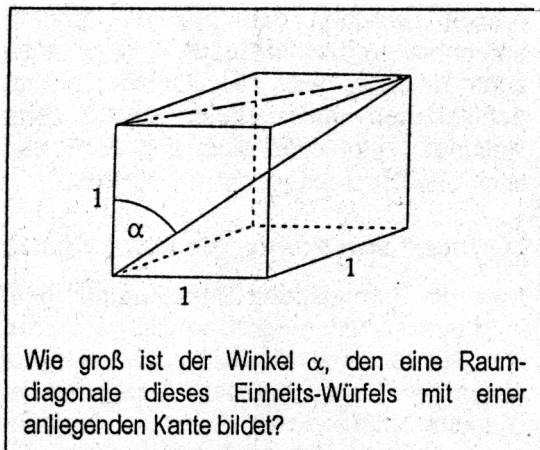 1
α
1
1
Wie groß ist der Winkel α, den eine Raum-
diagonale dieses Einheits-Würfels mit einer
anliegenden Kante bildet?